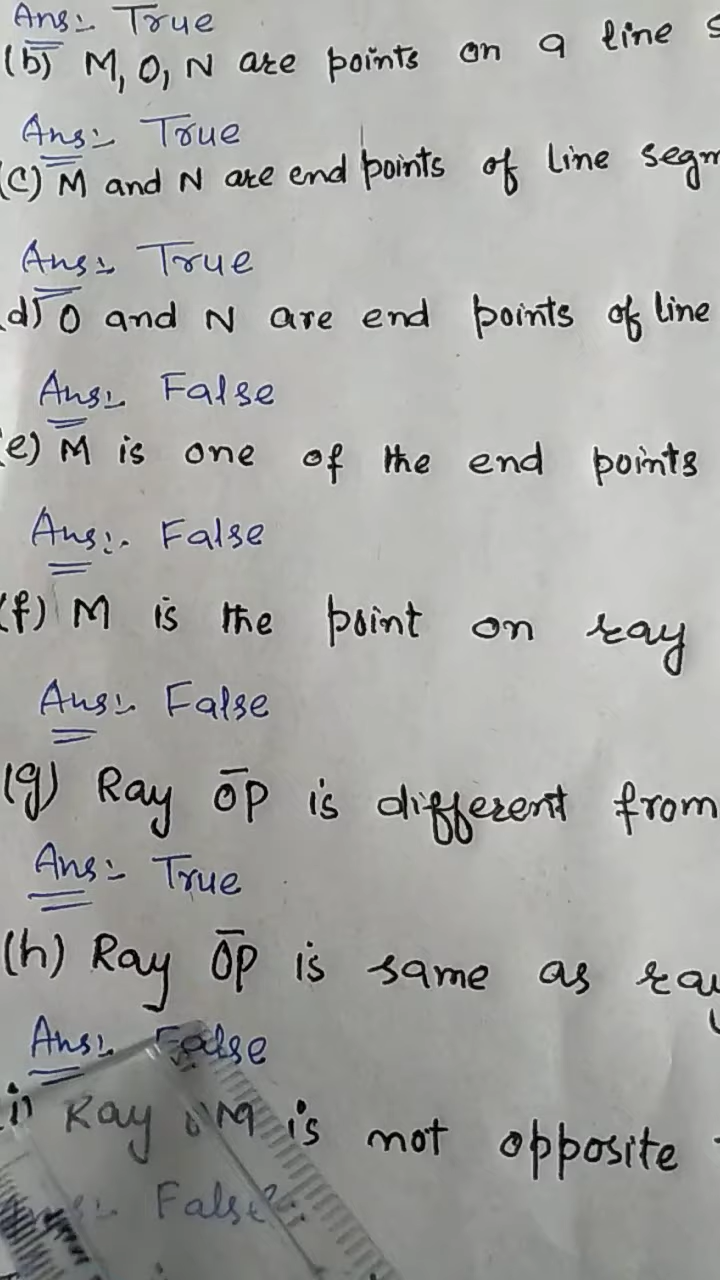 Ans:- True
(b) M, O, N are points on a line s
Ans:- True
(c) M and N are end points of line segm
Ans:- True
d) O and N are end points of line
Ans:- False
e) M is one of the end points
Ans:- False
(f) M is the point on ray
Ans:- False
(g) Ray OP is different from
Ans:- True
(h) Ray OP is same as ray
Ans:- False
i) Ray OM is not opposite
Ans:- False